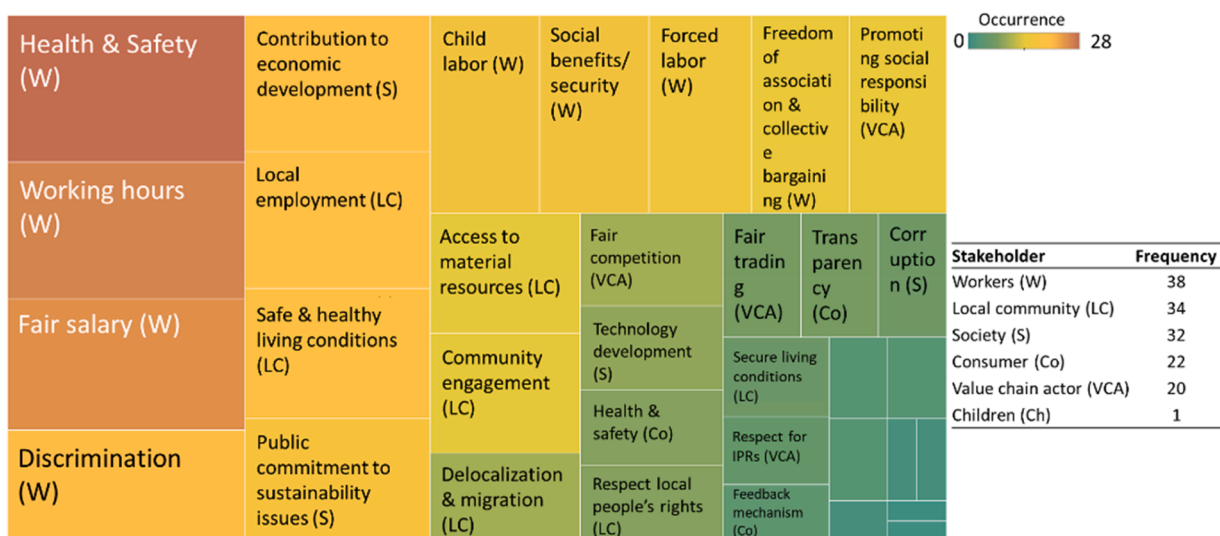 Health & Safety
(W)
Working hours
(W)
Fair salary (W)
Discrimination
(W)
Contribution to
economic
development (S)
Local
employment (LC)
Safe & healthy
living conditions
(LC)
Public
commitment to
sustainability
issues (S)
Child
labor (W)
Social
benefits/
security
(W)
Forced
labor
(W)
Freedom
of
associati
on &
collectiv
e
bargaini
ng (W)
Promoti
ng social
responsi
bility
(VCA)
Access to
material
resources (LC)
Community
engagement
(LC)
Delocalization
& migration
(LC)
Fair
competition
(VCA)
Technology
development
(S)
Health &
safety (Co)
Respect local
people's rights
(LC)
Fair
tradin
g
(VCA)
Trans
paren
cy
(Co)
Corr
uptio
n (S)
Secure living
conditions
(LC)
Respect for
IPRs (VCA)
Feedback
mechanism
(Co)
Occurrence
0 28
Stakeholder Frequency
Workers (W) 38
Local community (LC) 34
Society (S) 32
Consumer (Co) 22
Value chain actor (VCA) 20
Children (Ch) 1